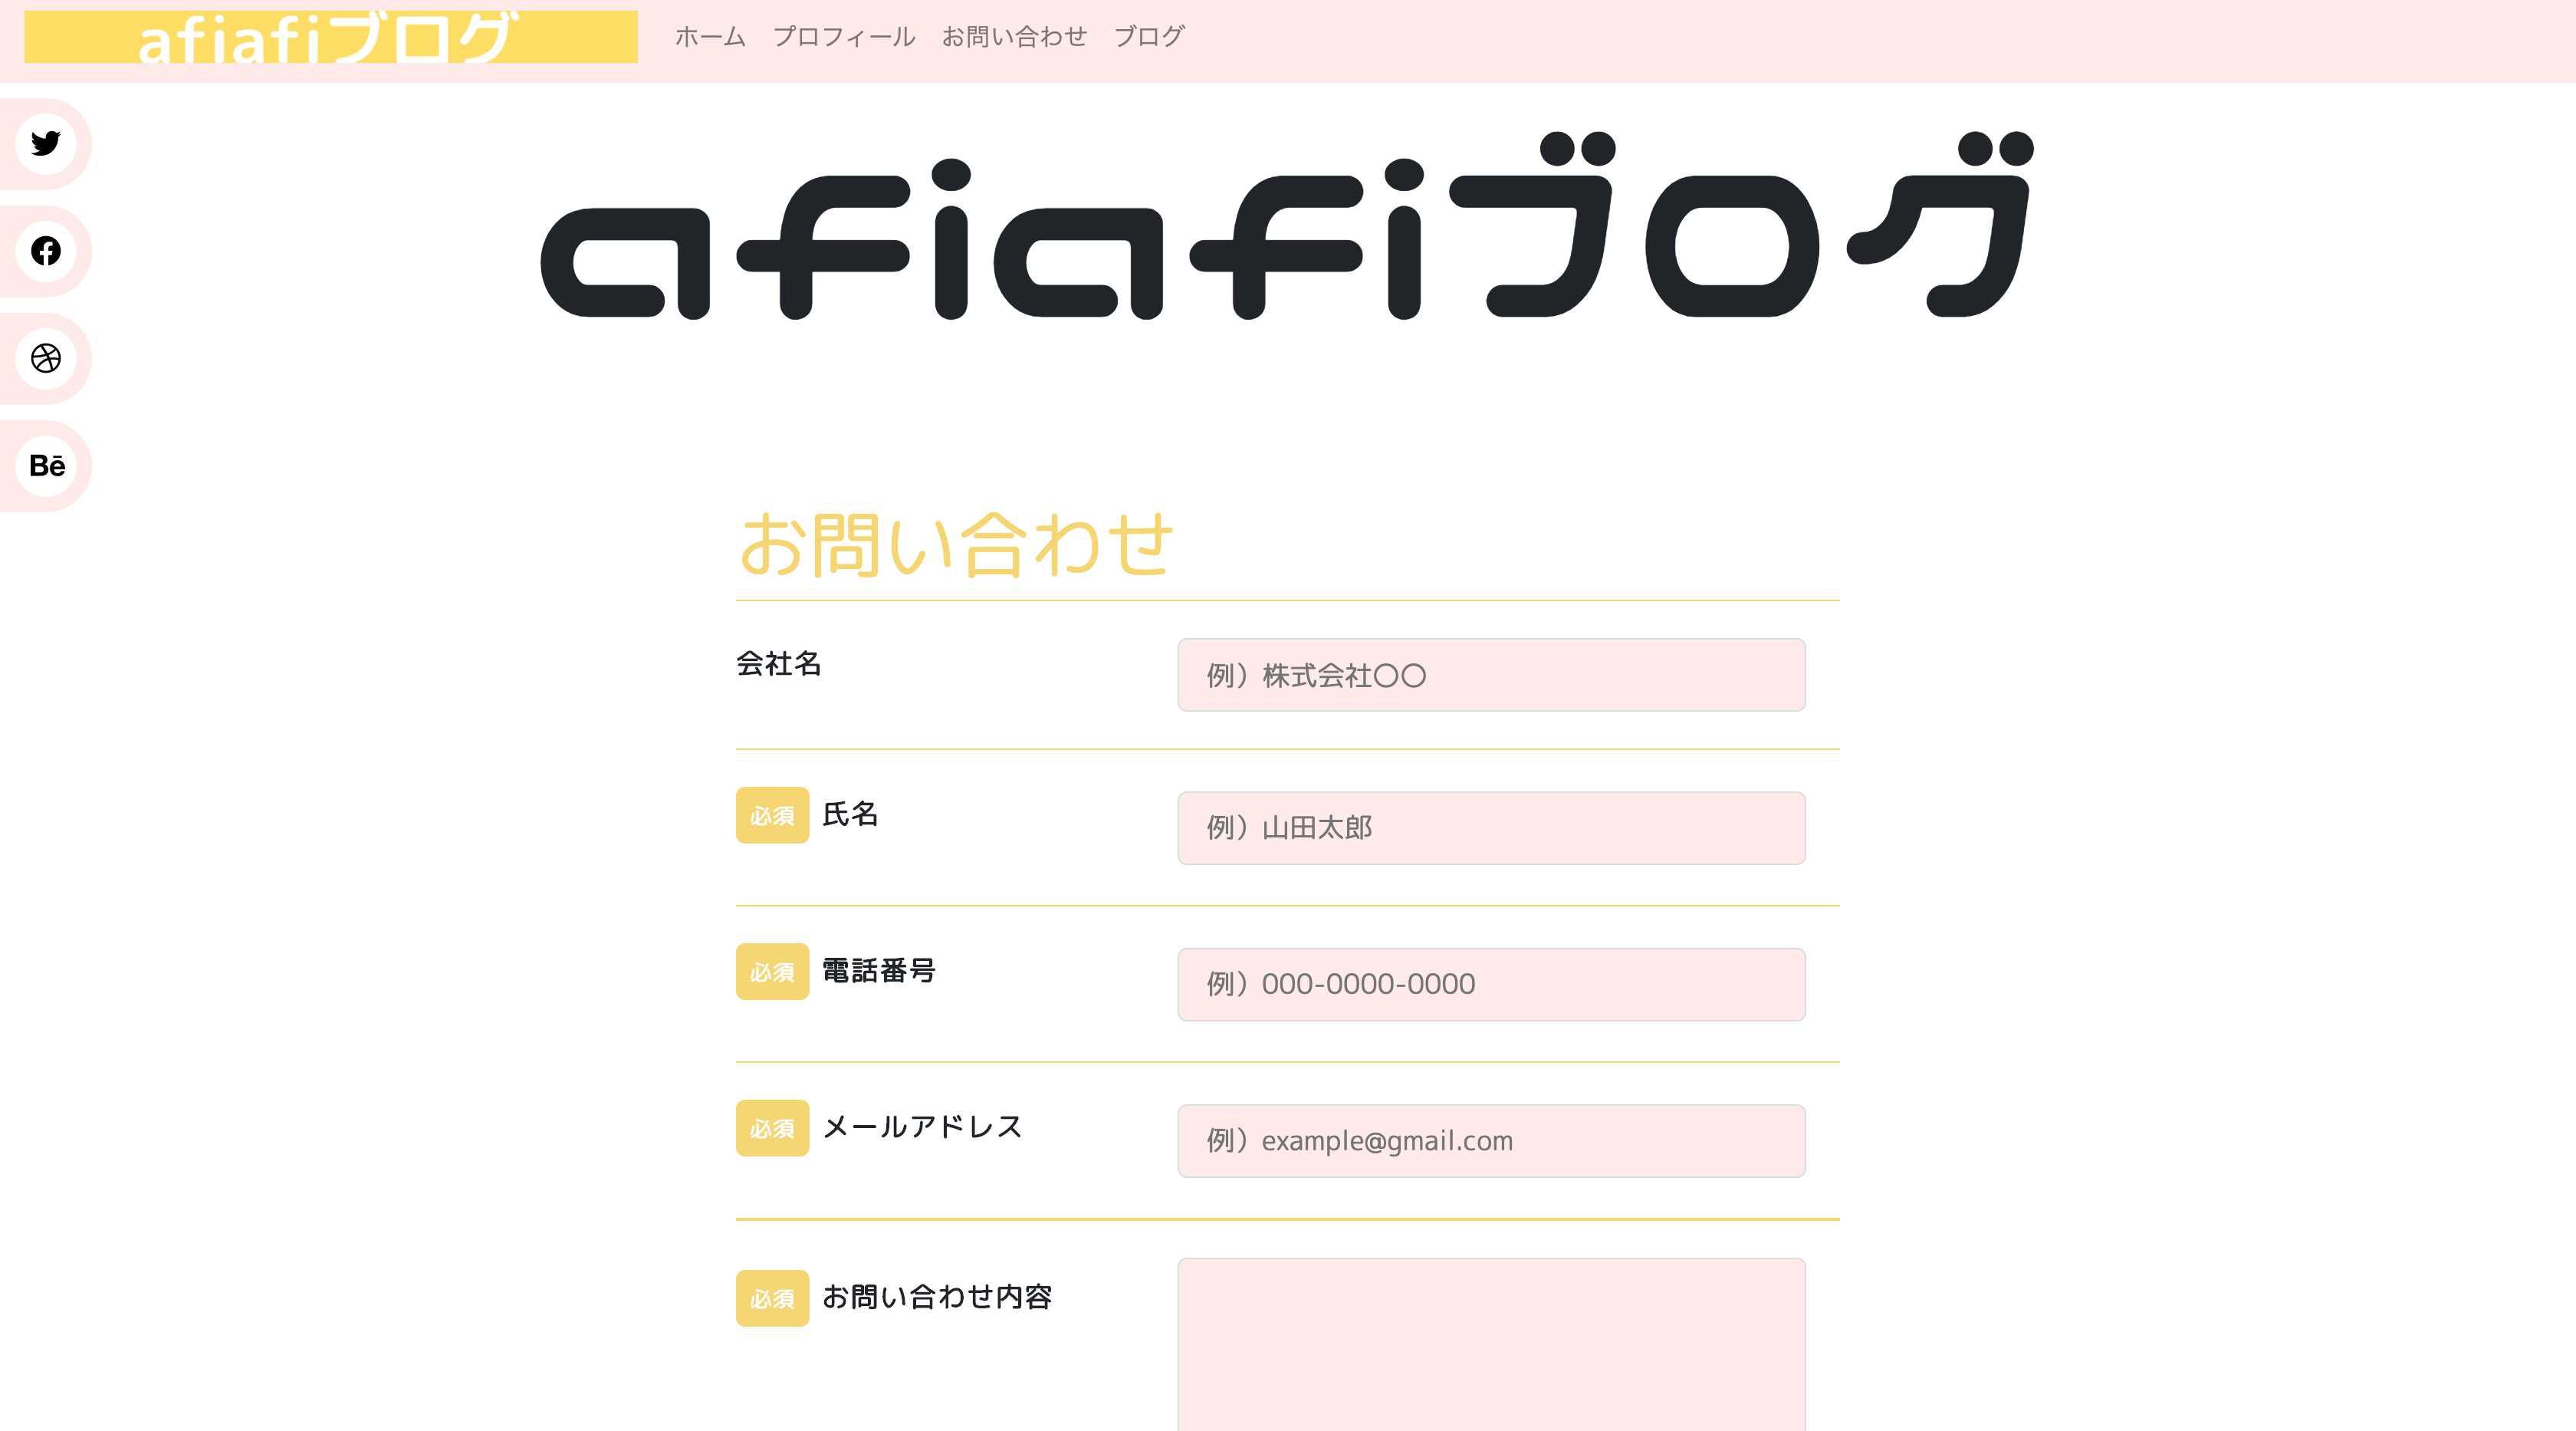 afiafiブログ ホーム プロフィール お問い合わせ ブログ
afiafiブログ
Bē
お問い合わせ
会社名 例）株式会社〇〇
必須 氏名 例）山田太郎
必須 電話番号 例）000-0000-0000
必須 メールアドレス 例）example@gmail.com
必須 お問い合わせ内容